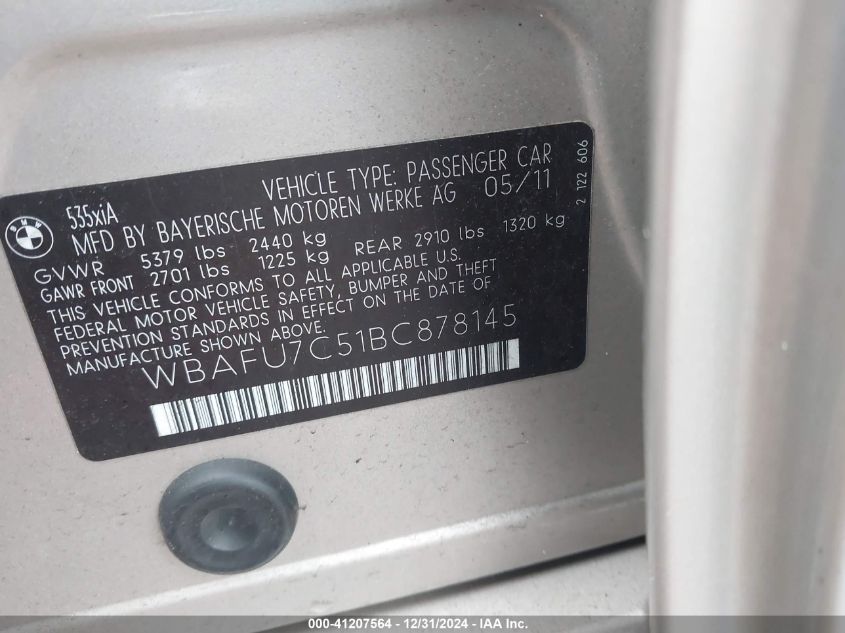 BMW
535xiA
VEHICLE TYPE: PASSENGER CAR
MFD BY BAYERISCHE MOTOREN WERKE AG 05/11
GVWR 5379 lbs 2440 kg
GAWR FRONT 2701 lbs 1225 kg REAR 2910 lbs 1320 kg
THIS VEHICLE CONFORMS TO ALL APPLICABLE U.S.
FEDERAL MOTOR VEHICLE SAFETY, BUMPER AND THEFT
PREVENTION STANDARDS IN EFFECT ON THE DATE OF
MANUFACTURE SHOWN ABOVE.
WBAFU7C51BC878145
2 122 606
000-41207564 - 12/31/2024 - IAA Inc.